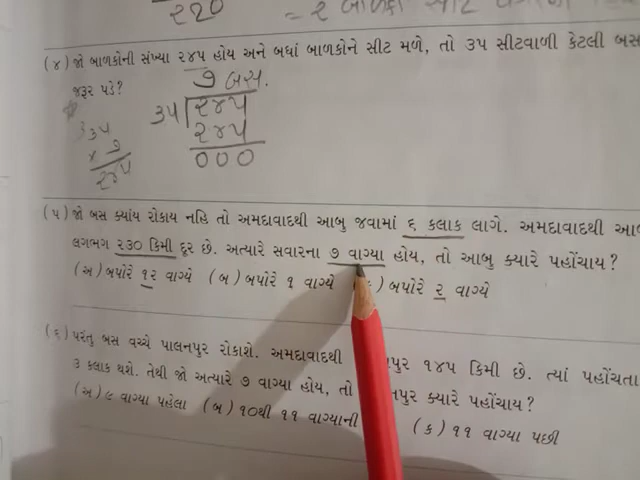 ૨૨૦ = ૨ બાળકો સીટ
(૪) જો બાળકોની સંખ્યા ૨૪૫ હોય અને બધાં બાળકોને સીટ મળે, તો ૩૫ સીટવાળી કેટલી બસ
જરૂર પડે?
૭ બસ.
૩૫ ૨૪૫
૨૪૫
૦૦૦
૩૫
× ૭
૨૪૫
(૫) જો બસ ક્યાંય રોકાય નહિ તો અમદાવાદથી આબુ જવામાં ૬ કલાક લાગે. અમદાવાદથી આબ
લગભગ ૨૩૦ કિમી દૂર છે. અત્યારે સવારના ૭ વાગ્યા હોય, તો આબુ ક્યારે પહોંચાય?
(અ) બપોરે ૧૨ વાગ્યે (બ) બપોરે ૧ વાગ્યે ) બપોરે ૨ વાગ્યે
(૬) પરંતુ બસ વચ્ચે પાલનપુર રોકાશે. અમદાવાદથી પુર ૧૪૫ કિમી છે. ત્યાં પહોંચતા
૩ કલાક થશે. તેથી જો અત્યારે ૭ વાગ્યા હોય, તો નપુર ક્યારે પહોંચાય?
(અ) ૯ વાગ્યા પહેલા (બ) ૧૦થી ૧૧ વાગ્યાની (ક) ૧૧ વાગ્યા પછી